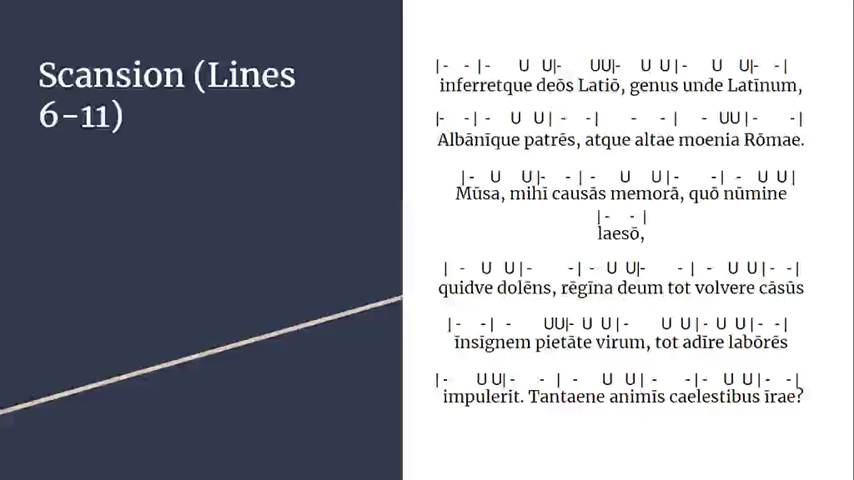 Scansion (Lines
6-11)
|- - |- U U|- UU|- U U |- U U|- - |
inferretque deōs Latiō, genus unde Latīnum,
|- - |- U U | - - | - - | - UU | - - |
Albānīque patrēs, atque altae moenia Rōmae.
|- U U |- - | - U U |- - | - U U |
Mūsa, mihī causās memorā, quō nūmine
|- - |
laesō,
| - U U | - - | - U U|- - | - U U | - - |
quidve dolēns, rēgīna deum tot volvere cāsūs
|- - | - UU|- U U | - U U |- U U | - - |
īnsignem pietāte virum, tot adīre labōrēs
|- U U|- - | - U U | - - |- U U | - - |
impulerit. Tantaene animīs caelestibus īrae?